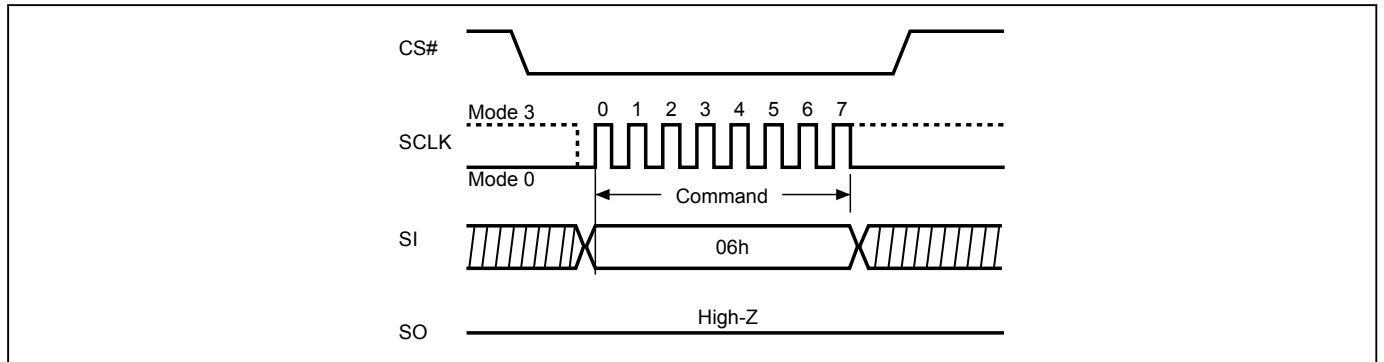 CS#
Mode 3
0 1 2 3 4 5 6 7
SCLK
Mode 0
Command
SI
06h
High-Z
SO